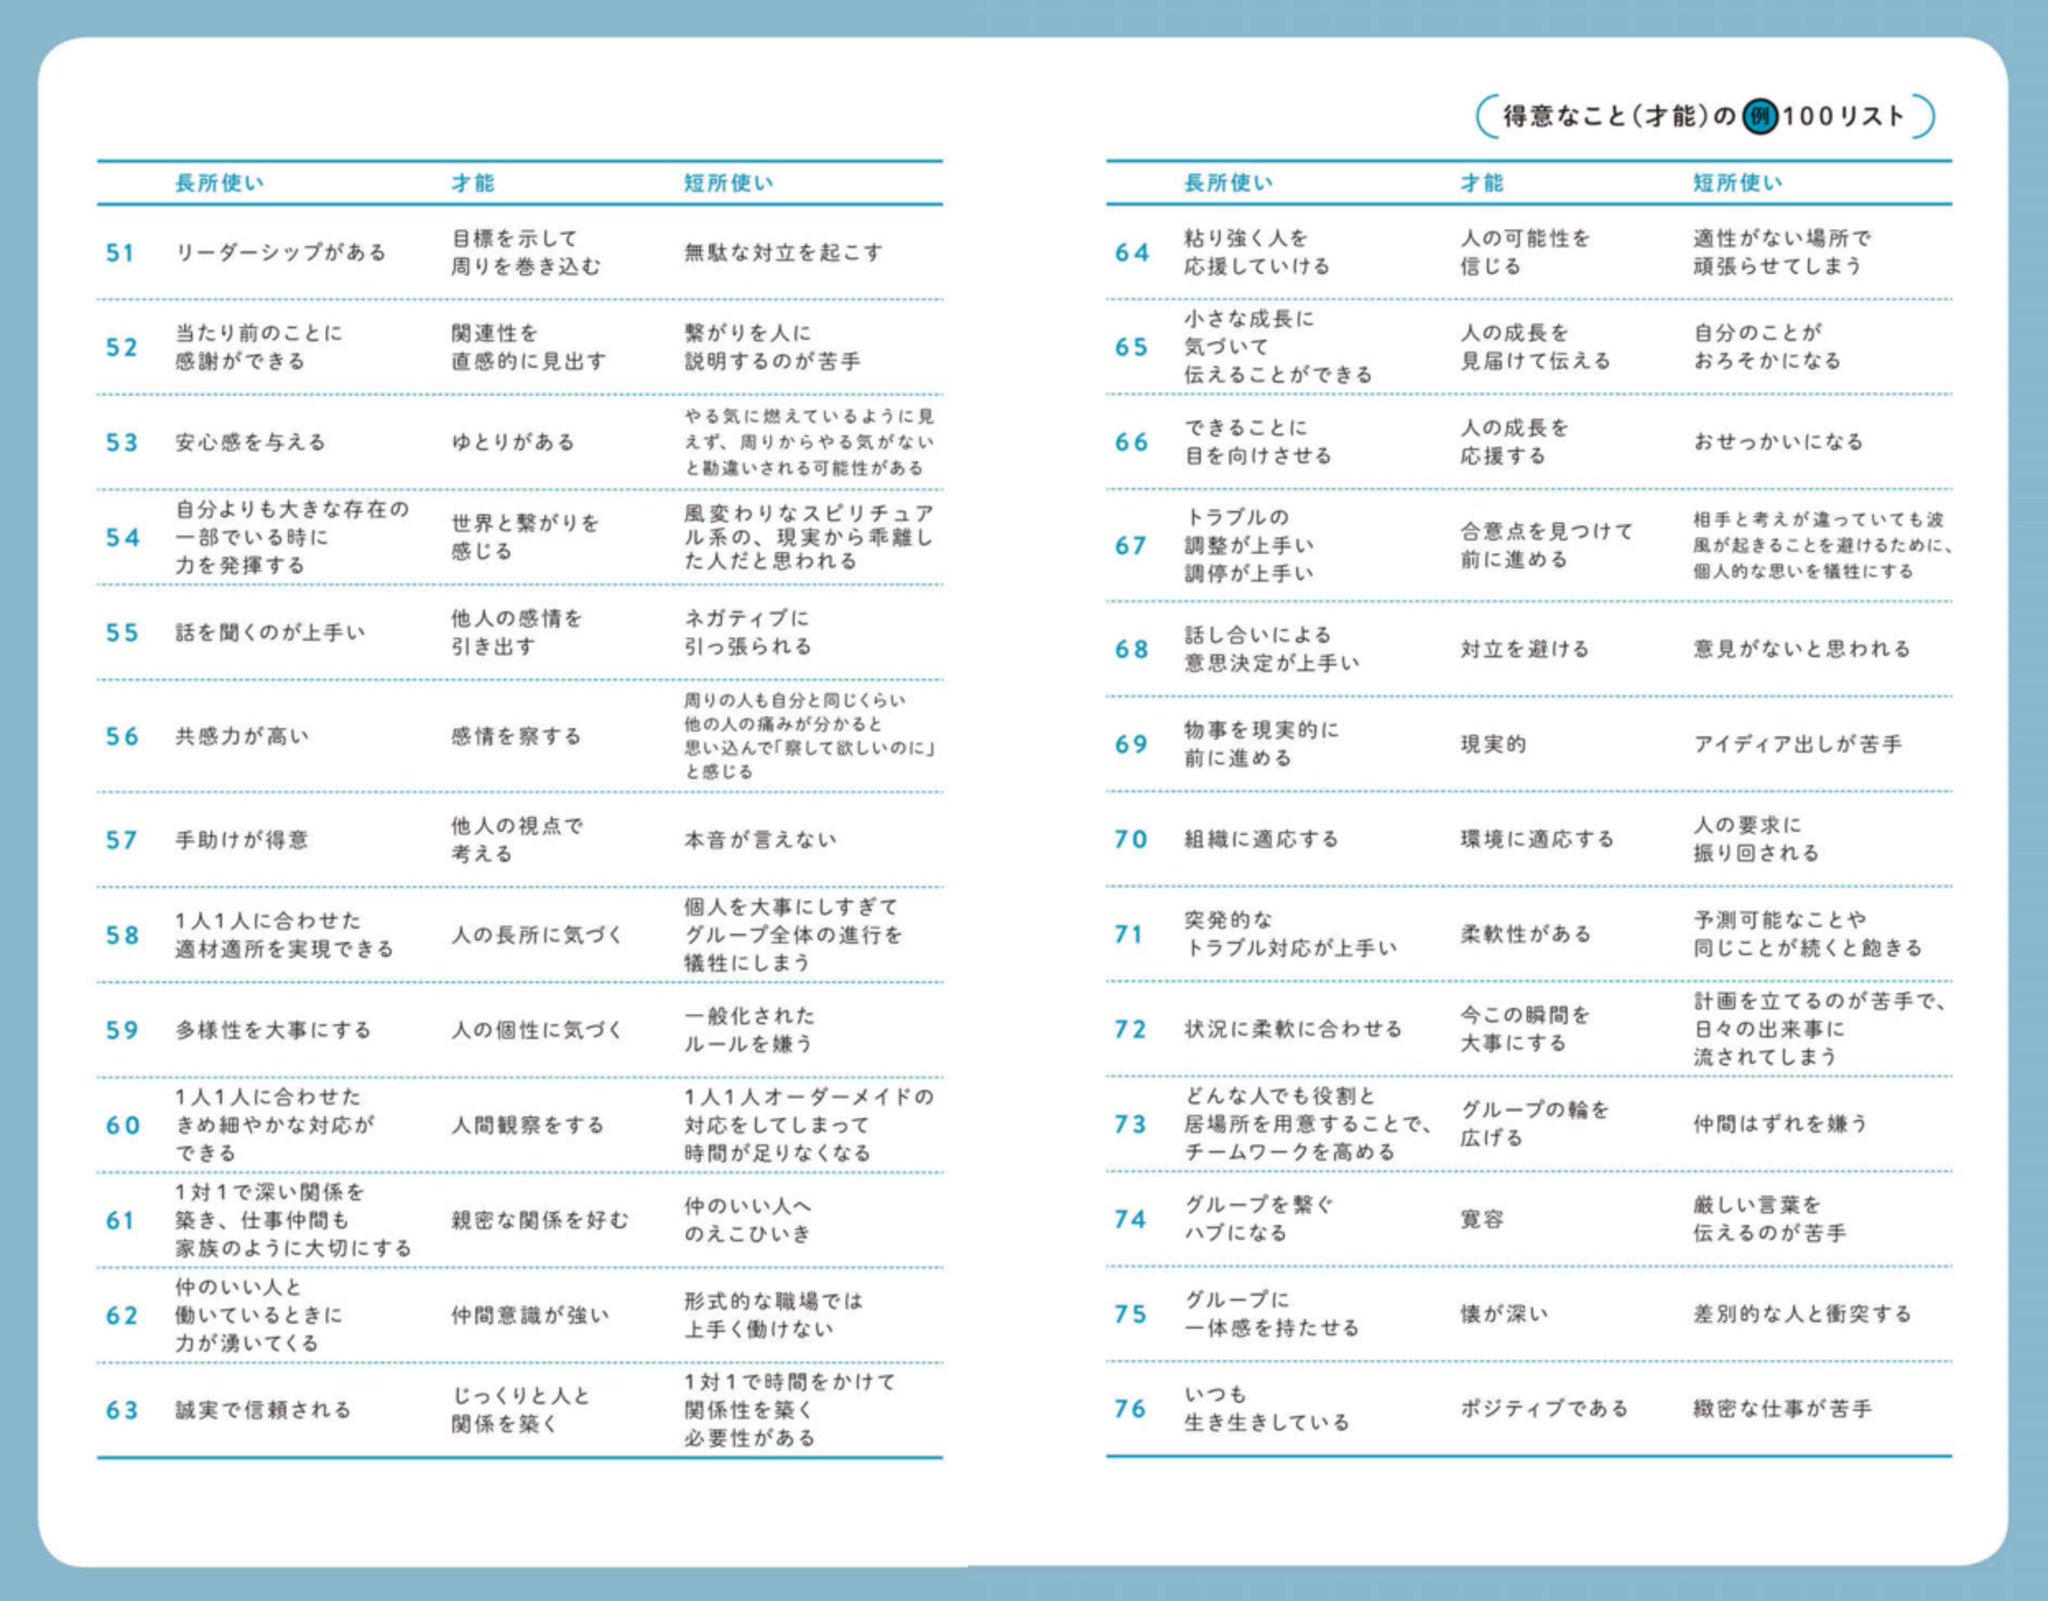 得意なこと(才能)の例100リスト
長所使い 才能 短所使い
51 リーダーシップがある 目標を示して
周りを巻き込む 無駄な対立を起こす
52 当たり前のことに
感謝ができる 関連性を
直感的に見出す 繋がりを人に
説明するのが苦手
53 安心感を与える ゆとりがある やる気に燃えているように見
えず、周りからやる気がない
と勘違いされる可能性がある
54 自分よりも大きな存在の
一部でいる時に
力を発揮する 世界と繋がりを
感じる 風変わりなスピリチュア
ル系の、現実から乖離し
た人だと思われる
55 話を聞くのが上手い 他人の感情を
引き出す ネガティブに
引っ張られる
56 共感力が高い 感情を察する 周りの人も自分と同じくらい
他の人の痛みが分かると
思い込んで「察して欲しいのに」
と感じる
57 手助けが得意 他人の視点で
考える 本音が言えない
58 1人1人に合わせた
適材適所を実現できる 人の長所に気づく 個人を大事にしすぎて
グループ全体の進行を
犠牲にしまう
59 多様性を大事にする 人の個性に気づく 一般化された
ルールを嫌う
60 1人1人に合わせた
きめ細やかな対応が
できる 人間観察をする 1人1人オーダーメイドの
対応をしてしまって
時間が足りなくなる
61 1対1で深い関係を
築き、仕事仲間も
家族のように大切にする 親密な関係を好む 仲のいい人へ
のえこひいき
62 仲のいい人と
働いているときに
力が湧いてくる 仲間意識が強い 形式的な職場では
上手く働けない
63 誠実で信頼される じっくりと人と
関係を築く 1対1で時間をかけて
関係性を築く
必要性がある
長所使い 才能 短所使い
64 粘り強く人を
応援していける 人の可能性を
信じる 適性がない場所で
頑張らせてしまう
65 小さな成長に
気づいて
伝えることができる 人の成長を
見届けて伝える 自分のことが
おろそかになる
66 できることに
目を向けさせる 人の成長を
応援する おせっかいになる
67 トラブルの
調整が上手い
調停が上手い 合意点を見つけて
前に進める 相手と考えが違っていても波
風が起きることを避けるために、
個人的な思いを犠牲にする
68 話し合いによる
意思決定が上手い 対立を避ける 意見がないと思われる
69 物事を現実的に
前に進める 現実的 アイディア出しが苦手
70 組織に適応する 環境に適応する 人の要求に
振り回される
71 突発的な
トラブル対応が上手い 柔軟性がある 予測可能なことや
同じことが続くと飽きる
72 状況に柔軟に合わせる 今この瞬間を
大事にする 計画を立てるのが苦手で、
日々の出来事に
流されてしまう
73 どんな人でも役割と
居場所を用意することで、
チームワークを高める グループの輪を
広げる 仲間はずれを嫌う
74 グループを繋ぐ
ハブになる 寛容 厳しい言葉を
伝えるのが苦手
75 グループに
一体感を持たせる 懐が深い 差別的な人と衝突する
76 いつも
生き生きしている ポジティブである 緻密な仕事が苦手